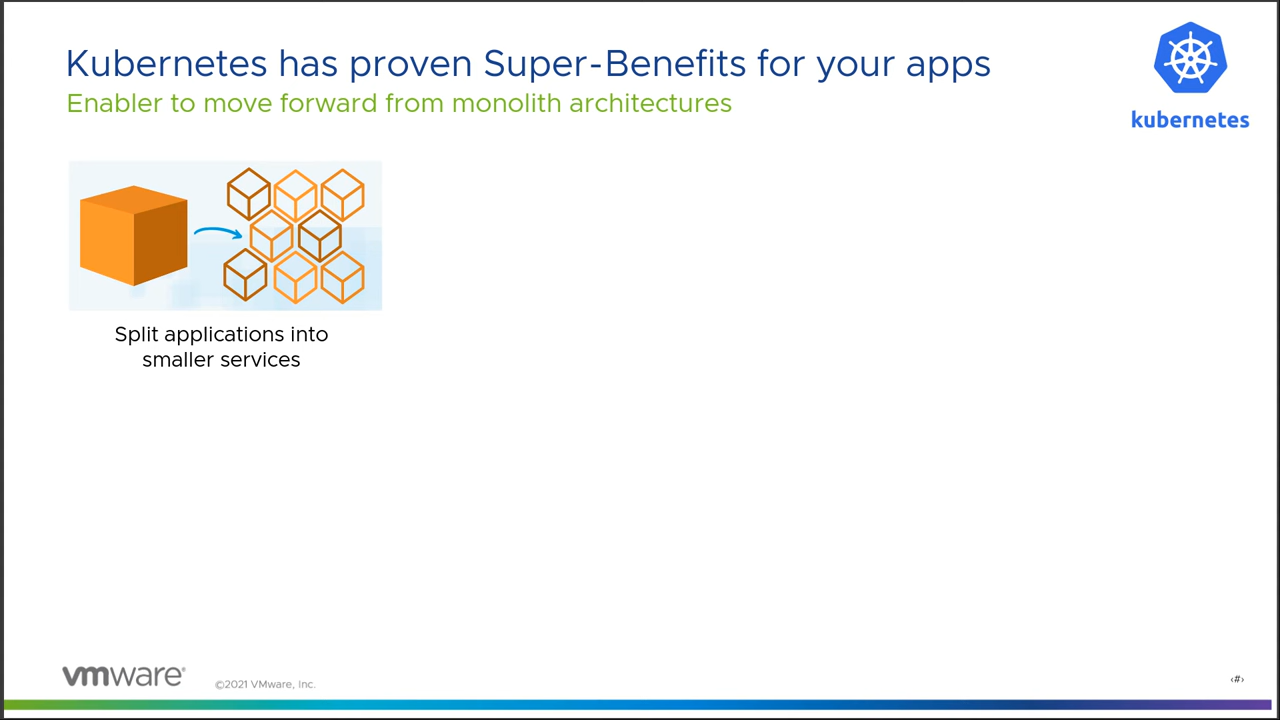 Kubernetes has proven Super-Benefits for your apps
Enabler to move forward from monolith architectures
kubernetes
Split applications into
smaller services
vmware®
©2021 VMware, Inc.
‹#›